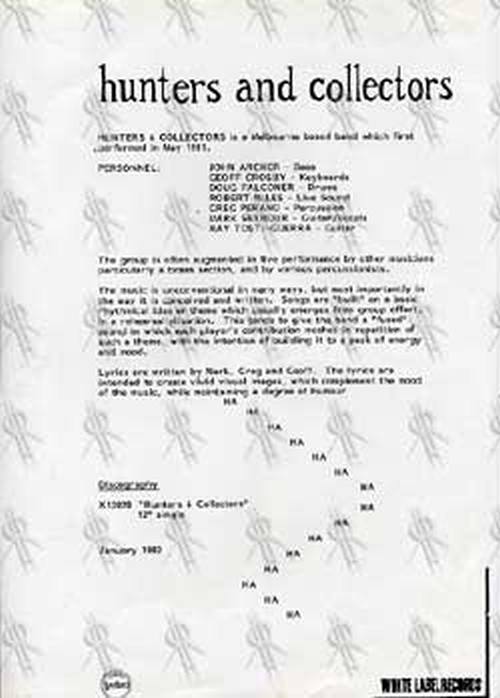 hunters and collectors
HUNTERS & COLLECTORS is a Melbourne based band which first
performed in May 1981.
PERSONNEL: JOHN ARCHER - Bass
GEOFF CROSBY - Keyboards
DOUG FALCONER - Drums
ROBERT MILES - Live Sound
GREG PERANO - Percussion
MARK SEYMOUR - Guitar/Vocals
RAY TOSTI-GUERRA - Guitar
The group is often augmented in live performance by other musicians
particularly a brass section, and by various percussionists.
The music is unconventional in many ways, but most importantly in
the way it is conceived and written. Songs are "built" on a basic
rhythmical idea or theme which usually emerges from group effort,
in a rehearsal situation. This tends to give the band a "fused"
sound in which each player's contribution meshes in repetition of
such a theme, with the intention of building it to a peak of energy
and mood.
Lyrics are written by Mark, Greg and Geoff. The lyrics are
intended to create vivid visual images, which complement the mood
of the music, while maintaining a degree of humour
HA
HA
HA
HA
HA
HA
Discography HA
X13020 "Hunters & Collectors" HA
12" single
HA
HA
January 1982 HA
HA
HA
HA
HA
WHITE LABEL RECORDS